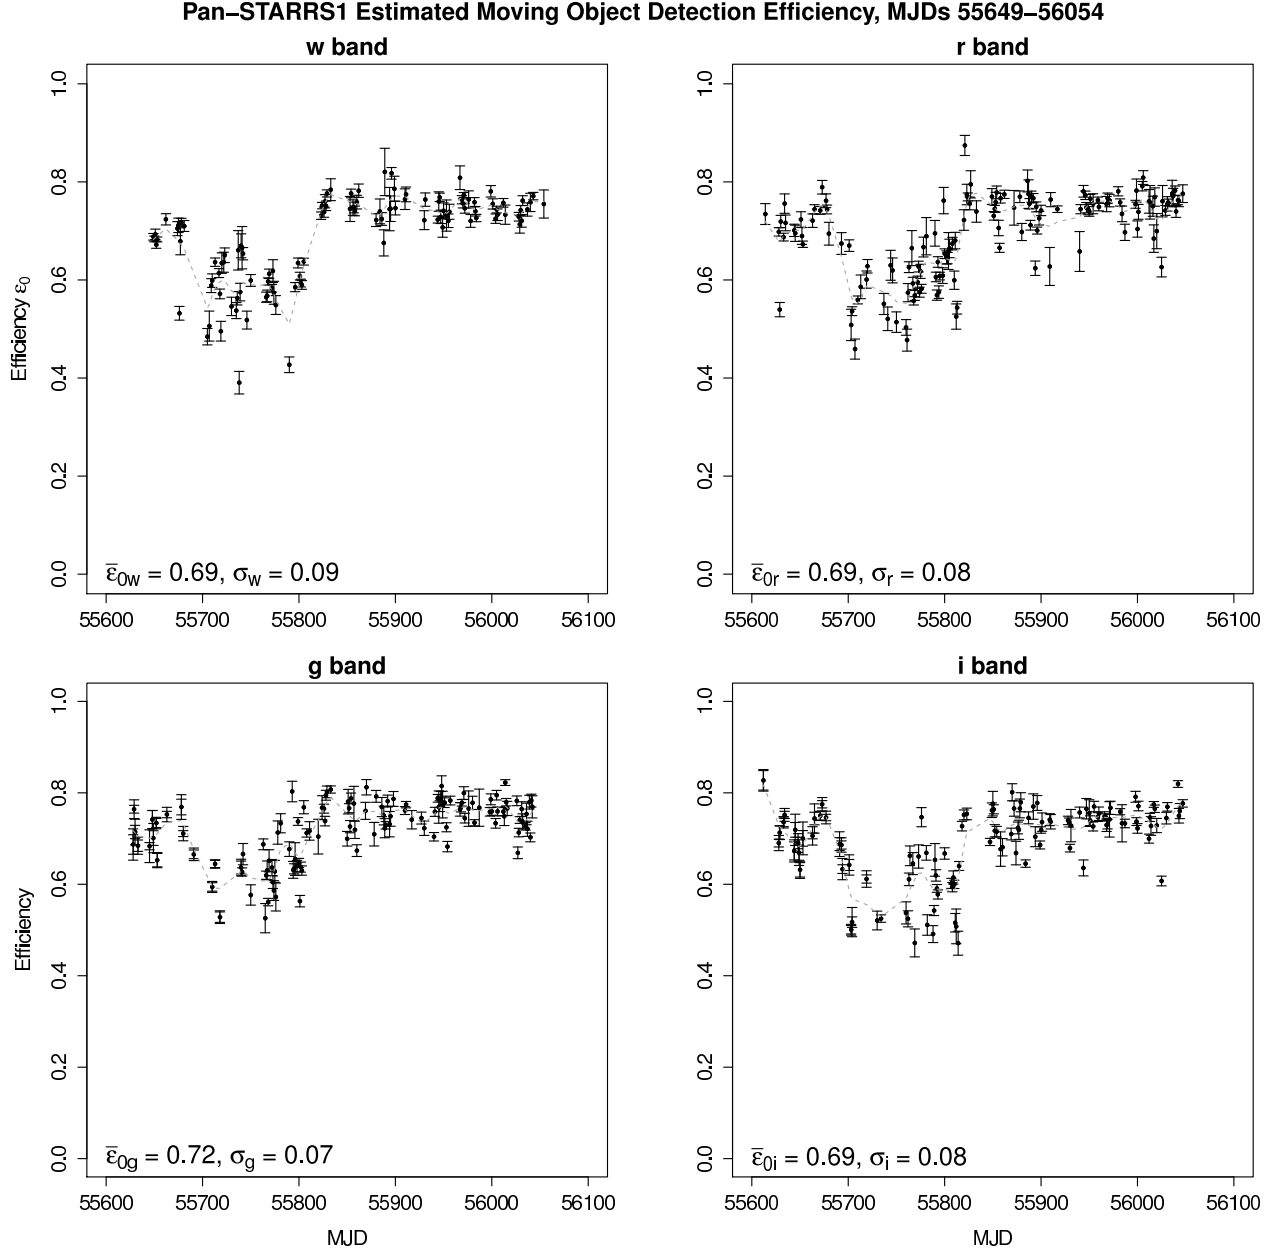 Pan−STARRS1 Estimated Moving Object Detection Efficiency, MJDs 55649−56054
w band
r band
Efficiency ε0
1.0
0.8
0.6
0.4
0.2
0.0
ε̅0w = 0.69, σw = 0.09
55600 55700 55800 55900 56000 56100
1.0
0.8
0.6
0.4
0.2
0.0
ε̅0r = 0.69, σr = 0.08
55600 55700 55800 55900 56000 56100
g band
i band
Efficiency
1.0
0.8
0.6
0.4
0.2
0.0
ε̅0g = 0.72, σg = 0.07
55600 55700 55800 55900 56000 56100
MJD
1.0
0.8
0.6
0.4
0.2
0.0
ε̅0i = 0.69, σi = 0.08
55600 55700 55800 55900 56000 56100
MJD